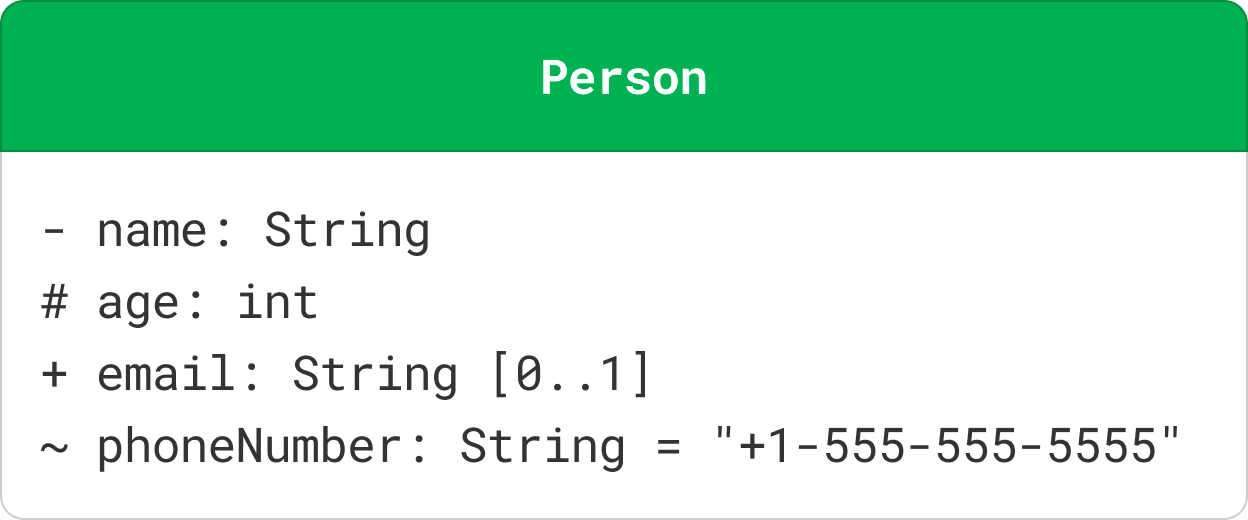 Person
- name: String
# age: int
+ email: String [0..1]
~ phoneNumber: String = "+1-555-555-5555"